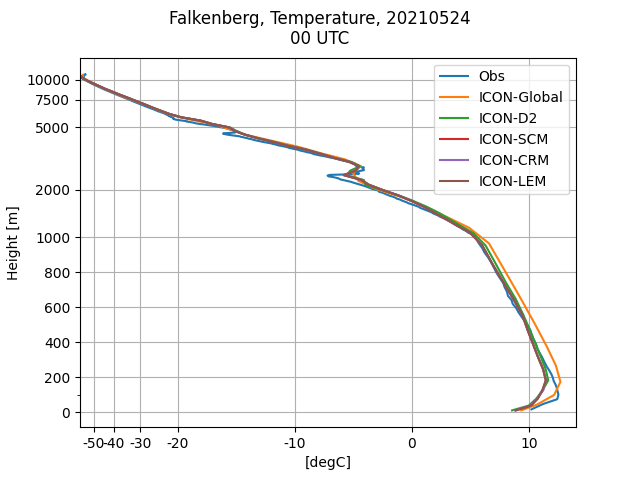 Falkenberg, Temperature, 20210524
00 UTC
Obs
ICON-Global
ICON-D2
ICON-SCM
ICON-CRM
ICON-LEM
Height [m]
10000
7500
5000
2000
1000
800
600
400
200
0
-50 -40 -30 -20 -10 0 10
[degC]